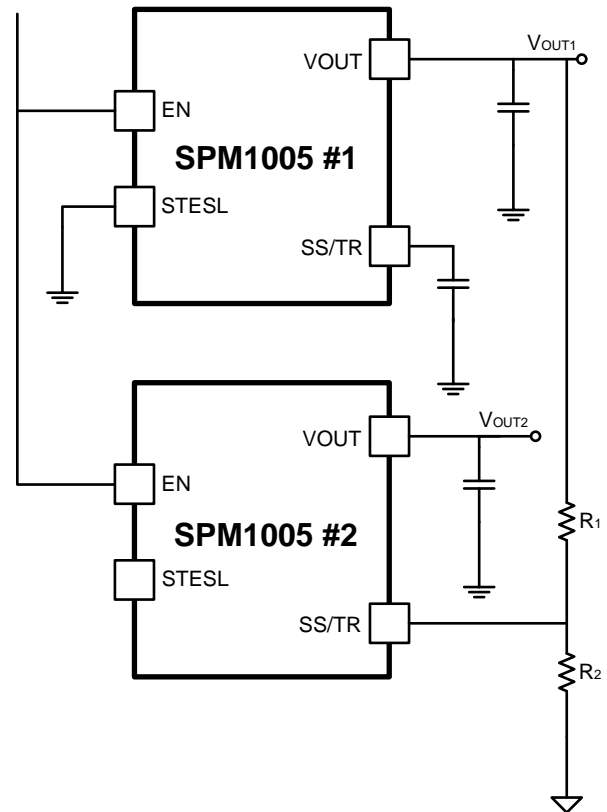 VOUT
VOUT1
EN
SPM1005 #1
STESL
SS/TR
VOUT
VOUT2
EN
R1
SPM1005 #2
STESL
SS/TR
R2